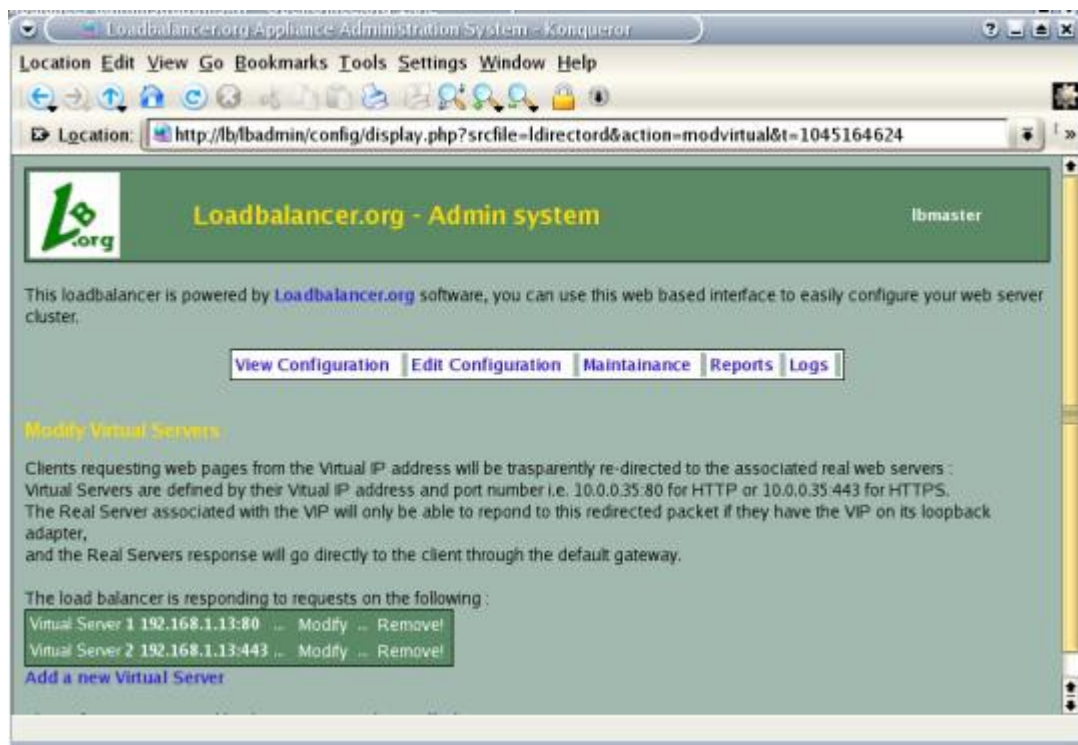 Loadbalancer.org Appliance Administration System - Konqueror
Location Edit View Go Bookmarks Tools Settings Window Help
Location: http://lb/lbadmin/config/display.php?srcfile=ldirectord&action=modvirtual&t=1045164624
LB.org
Loadbalancer.org - Admin system
lbmaster
This loadbalancer is powered by Loadbalancer.org software, you can use this web based interface to easily configure your web server
cluster.
View Configuration Edit Configuration Maintainance Reports Logs
Modify Virtual Servers
Clients requesting web pages from the Virtual IP address will be trasparently re-directed to the associated real web servers :
Virtual Servers are defined by their Vitual IP address and port number i.e. 10.0.0.35:80 for HTTP or 10.0.0.35:443 for HTTPS.
The Real Server associated with the VIP will only be able to repond to this redirected packet if they have the VIP on its loopback
adapter,
and the Real Servers response will go directly to the client through the default gateway.
The load balancer is responding to requests on the following :
Virtual Server 1 192.168.1.13:80 ... Modify ... Remove!
Virtual Server 2 192.168.1.13:443 ... Modify ... Remove!
Add a new Virtual Server